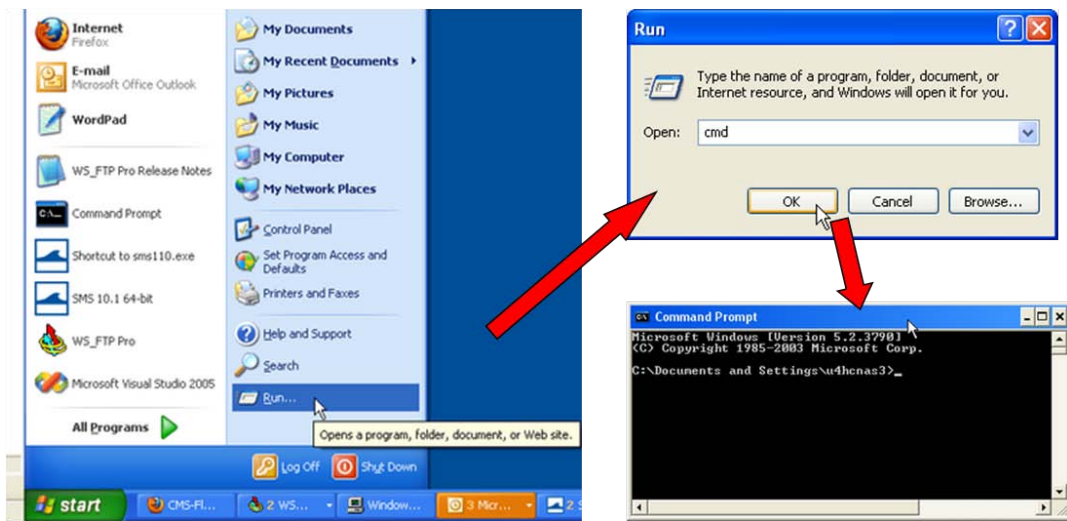 Internet
Firefox
E-mail
Microsoft Office Outlook
WordPad
WS_FTP Pro Release Notes
Command Prompt
Shortcut to sms110.exe
SMS 10.1 64-bit
WS_FTP Pro
Microsoft Visual Studio 2005
All Programs
My Documents
My Recent Documents
My Pictures
My Music
My Computer
My Network Places
Control Panel
Set Program Access and
Defaults
Printers and Faxes
Help and Support
Search
Run...
Opens a program, folder, document, or Web site.
Log Off
Shut Down
start
CMS-Fl...
2 WS...
Window...
3 Micr...
2 S
Run
Type the name of a program, folder, document, or
Internet resource, and Windows will open it for you.
Open:
cmd
OK
Cancel
Browse...
Command Prompt
Microsoft Windows [Version 5.2.3790]
(C) Copyright 1985-2003 Microsoft Corp.
C:\Documents and Settings\u4hcnas3>_